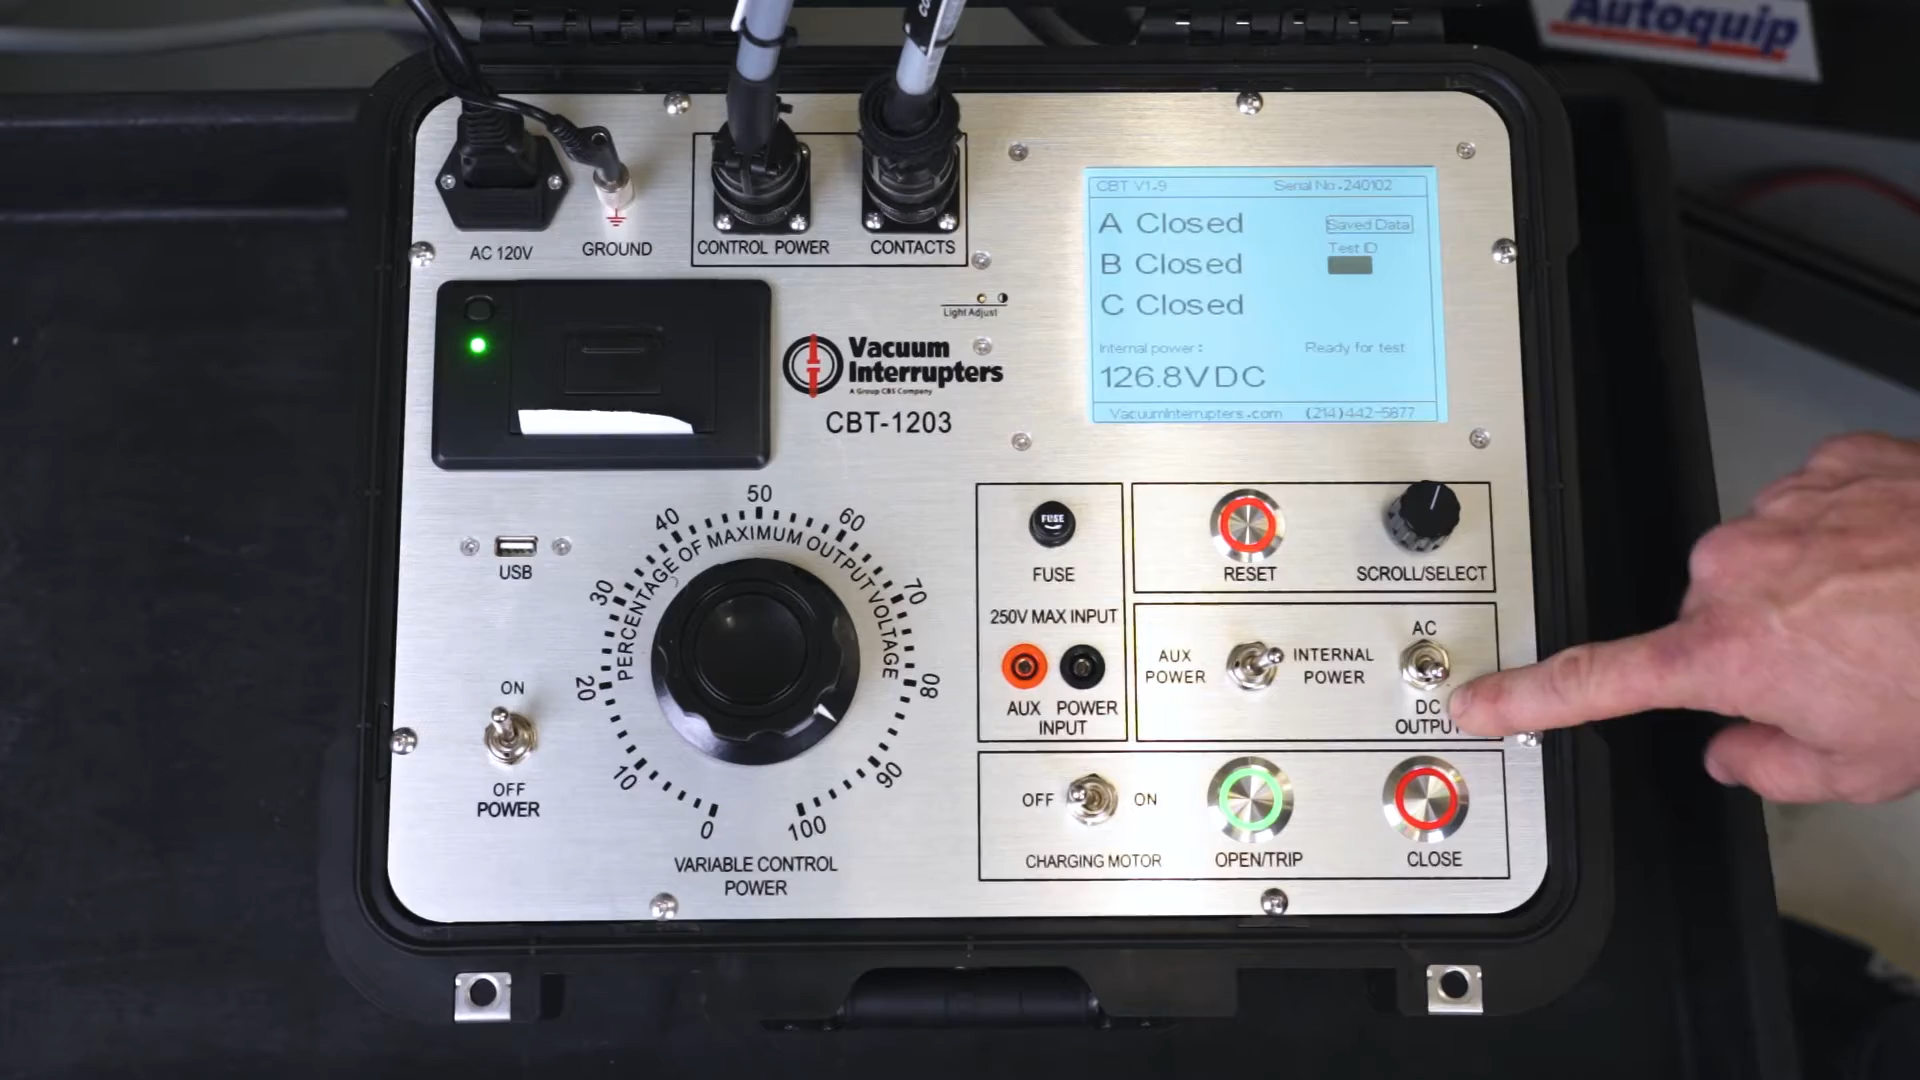 Autoquip
AC 120V
GROUND
CONTROL POWER
CONTACTS
CBT V1.9
Serial No.240102
A Closed
Saved Data
B Closed
Test ID
C Closed
Internal power:
Ready for test
126.8VDC
VacuumInterrupters.com
(214)442-5877
Light Adjust
Vacuum
Interrupters
A Group CBS Company
CBT-1203
USB
ON
OFF
POWER
0
10
20
30
40
50
60
70
80
90
100
PERCENTAGE OF MAXIMUM OUTPUT VOLTAGE
VARIABLE CONTROL
POWER
FUSE
FUSE
250V MAX INPUT
AUX POWER
INPUT
RESET
SCROLL/SELECT
AUX
POWER
INTERNAL
POWER
AC
DC
OUTPUT
OFF
ON
CHARGING MOTOR
OPEN/TRIP
CLOSE